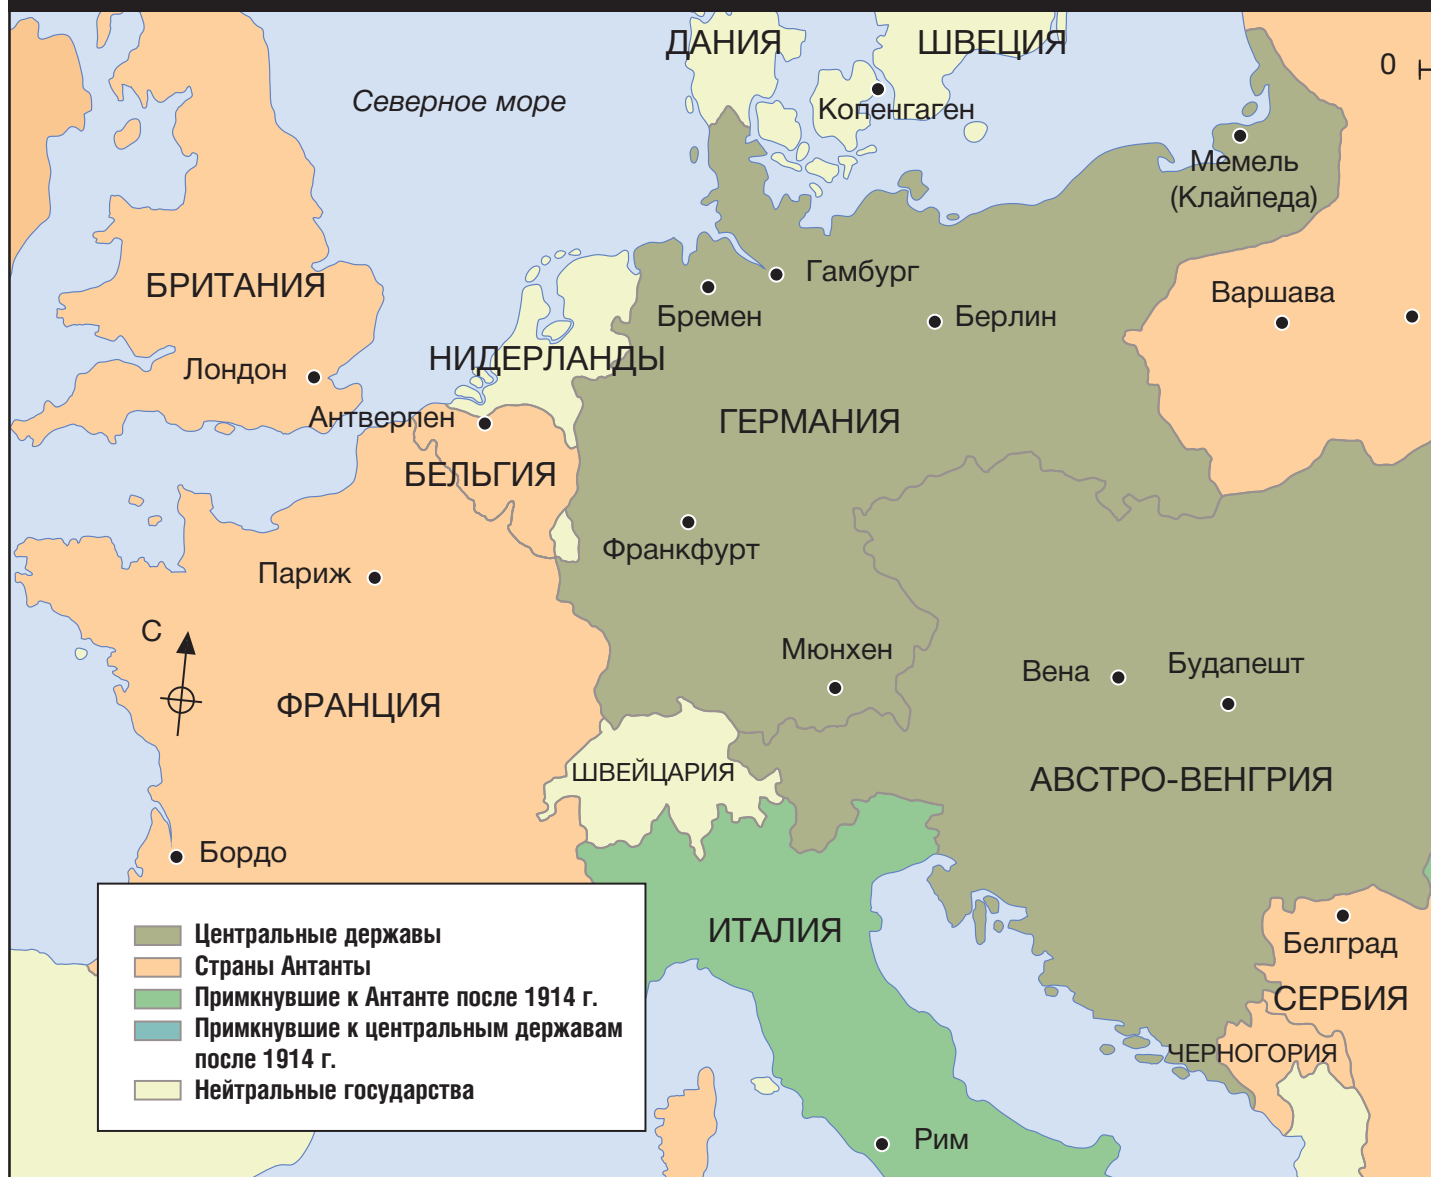 ДАНИЯ
ШВЕЦИЯ
0
Северное море
Копенгаген
Мемель
(Клайпеда)
БРИТАНИЯ
Гамбург
Бремен
Берлин
Варшава
НИДЕРЛАНДЫ
Лондон
Антверпен
ГЕРМАНИЯ
БЕЛЬГИЯ
Франкфурт
Париж
С
Мюнхен
Вена
Будапешт
ФРАНЦИЯ
ШВЕЙЦАРИЯ
АВСТРО-ВЕНГРИЯ
Бордо
ИТАЛИЯ
Белград
СЕРБИЯ
ЧЕРНОГОРИЯ
Рим
Центральные державы
Страны Антанты
Примкнувшие к Антанте после 1914 г.
Примкнувшие к центральным державам
после 1914 г.
Нейтральные государства